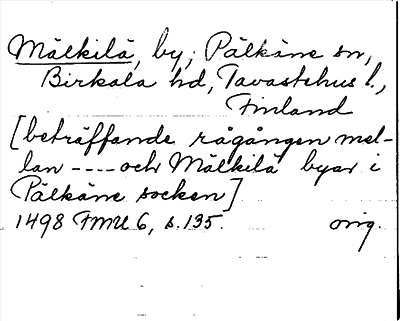 Mälkilä, by, Pälkäne sn,
Birkala hd, Tavastehus l.,
Finland
[beträffande rågången mel-
lan ---- och Mälkilä byar i
Pälkäne socken]
1498 FMU 6, s. 135. orig.